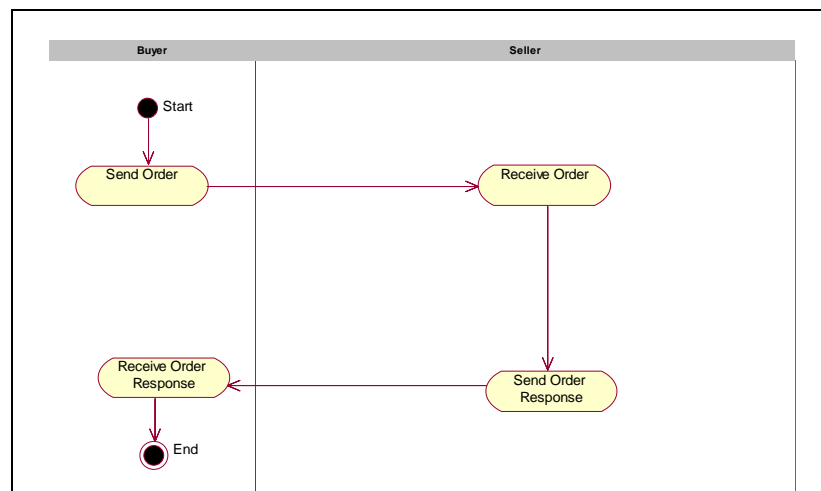 Buyer
Seller
Start
Send Order
Receive Order
Receive Order
Response
Send Order
Response
End